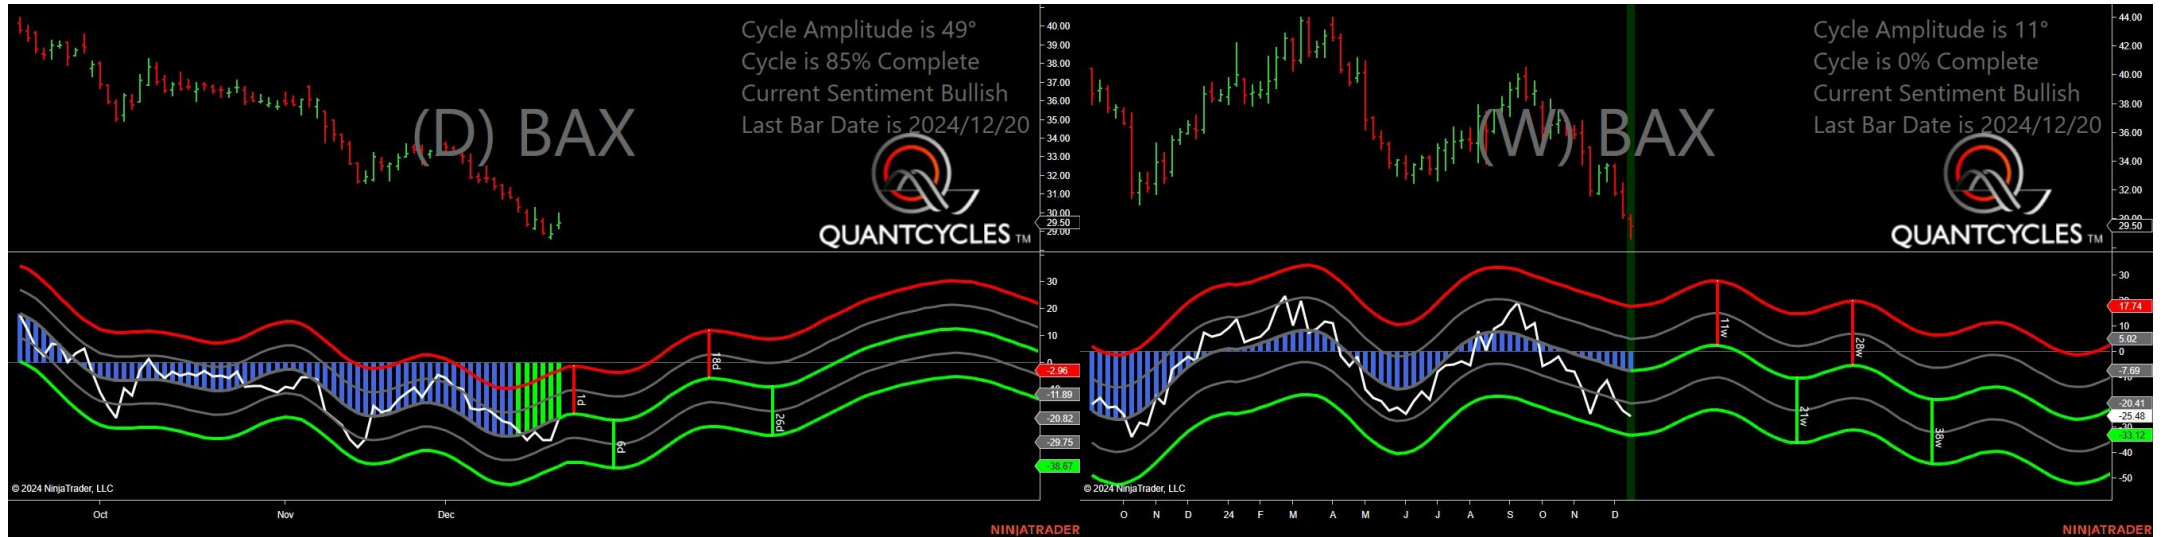 Cycle Amplitude is 49°
Cycle is 85% Complete
Current Sentiment Bullish
Last Bar Date is 2024/12/20
(D) BAX
QUANTCYCLES TM
40.00
39.00
38.00
37.00
36.00
35.00
34.00
33.00
32.00
31.00
30.00
29.50
29.00
30
20
10
0
-2.96
-11.89
-20.82
-29.75
-38.67
1d
6d
18d
26d
© 2024 NinjaTrader, LLC
Oct Nov Dec
NINJATRADER
Cycle Amplitude is 11°
Cycle is 0% Complete
Current Sentiment Bullish
Last Bar Date is 2024/12/20
(W) BAX
QUANTCYCLES TM
44.00
42.00
40.00
38.00
36.00
34.00
32.00
30.00
29.50
30
17.74
10
5.02
0
-7.69
-10
-20.41
-25.48
-33.12
-40
-50
11w
21w
28w
38w
© 2024 NinjaTrader, LLC
O N D 24 F M A M J J A S O N D
NINJATRADER